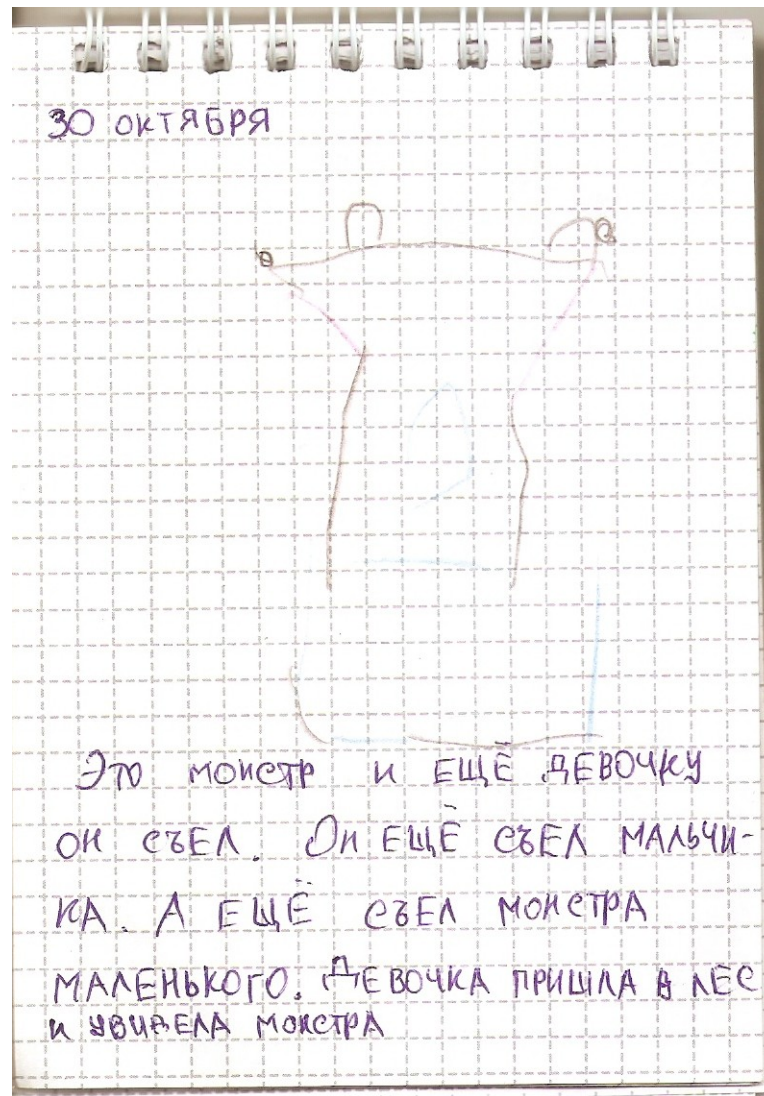 30 ОКТЯБРЯ
Это монстр и ЕЩЁ ДЕВОЧКУ
ОН СЪЕЛ. Он ЕЩЁ СЪЕЛ МАЛЬЧИ-
КА. А ЕЩЁ СЪЕЛ МОНСТРА
МАЛЕНЬКОГО. ДЕВОЧКА ПРИШЛА В ЛЕС
и УВИДЕЛА МОНСТРА